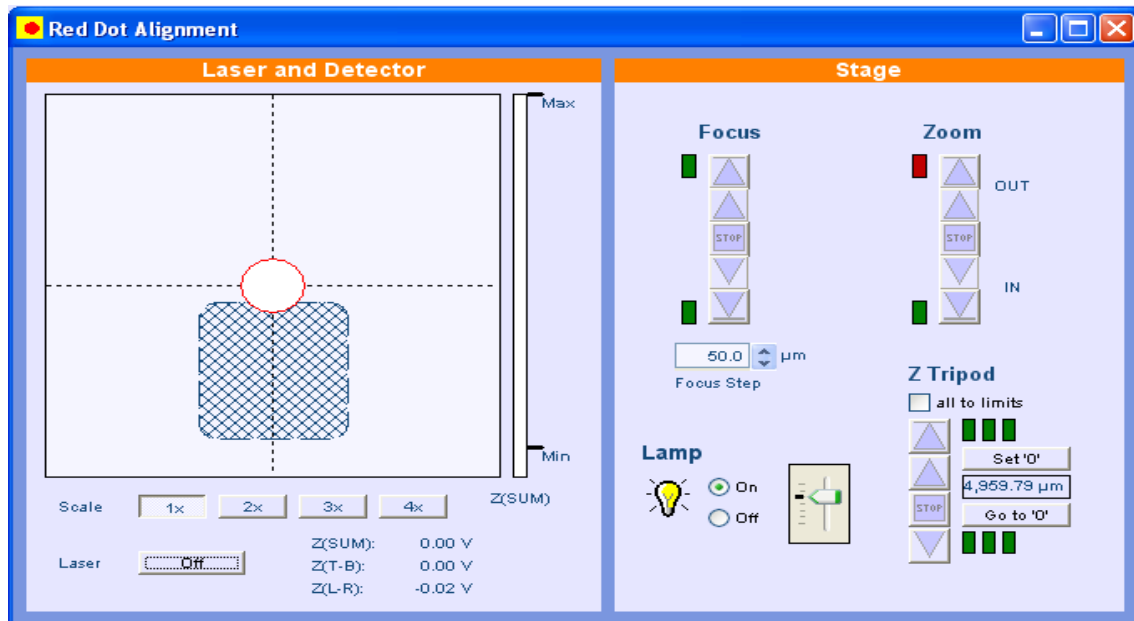 Red Dot Alignment
Laser and Detector
Max
Min
Z(SUM)
Scale 1x 2x 3x 4x
Laser Off
Z(SUM): 0.00 V
Z(T-B): 0.00 V
Z(L-R): -0.02 V
Stage
Focus
STOP
50.0 µm
Focus Step
Zoom
OUT
STOP
IN
Lamp
On
Off
Z Tripod
all to limits
Set '0'
4,959.79 µm
STOP
Go to '0'